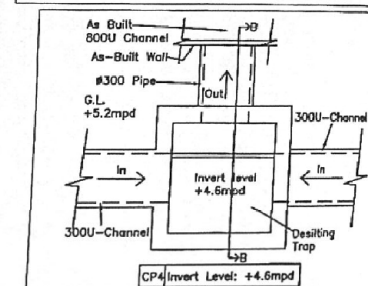 As Built
800U Channel
B
As-Built Wall
Ø300 Pipe
Out
G.L.
+5.2mpd
300U-Channel
In
Invert level
+4.6mpd
In
300U-Channel
Desilting
Trap
B
CP4 Invert Level: +4.6mpd